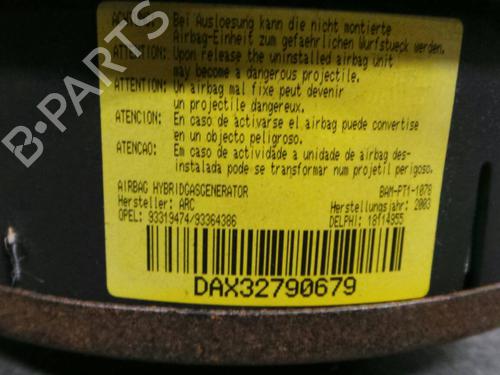 Bei Ausloesung kann die nicht montierte
Airbag-Einheit zum gefaehrlichen Wurfstueck werden.
ATTENTION: Upon release the uninstalled airbag unit
may become a dangerous projectile.
ATTENTION: Un airbag mal fixe peut devenir
un projectile dangereux.
ATENCION: En caso de activarse el airbag puede convertise
en un objecto peligroso.
ATENCAO: Em caso de actividade a unidade de airbag des-
instalada pode se transformar num projetil perigoso.
AIRBAG HYBRIDGASGENERATOR BAM-PT1-1078
Hersteller: ARC Herstellungsjahr: 2003
OPEL: 93319474/93364386 DELPHI: 18114955
DAX32790679
B-PARTS